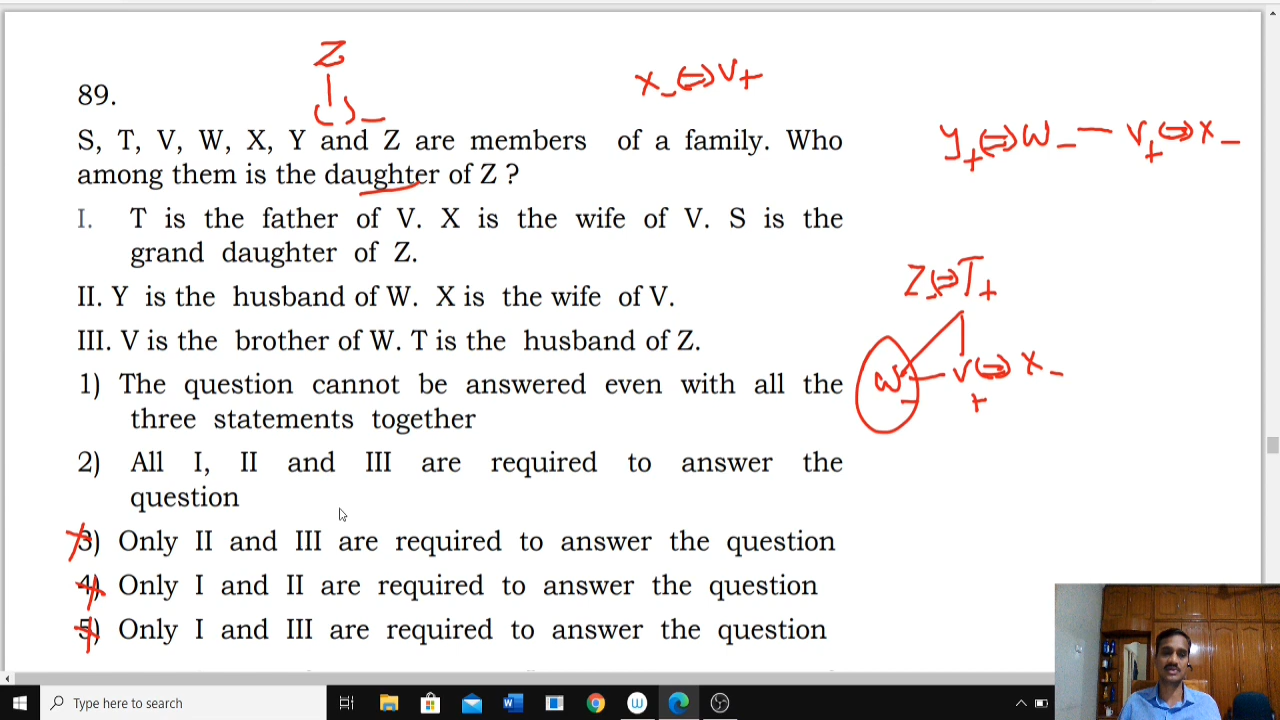 Z
89.
( ) -
X- ⇔ V+
S, T, V, W, X, Y and Z are members of a family. Who
among them is the daughter of Z ?
Y+ ⇔ W- — V+ ⇔ X-
I. T is the father of V. X is the wife of V. S is the
grand daughter of Z.
II. Y is the husband of W. X is the wife of V.
III. V is the brother of W. T is the husband of Z.
Z- ⇔ T+
W- — V+ ⇔ X-
1) The question cannot be answered even with all the
three statements together
2) All I, II and III are required to answer the
question
3) Only II and III are required to answer the question
4) Only I and II are required to answer the question
5) Only I and III are required to answer the question
Type here to search